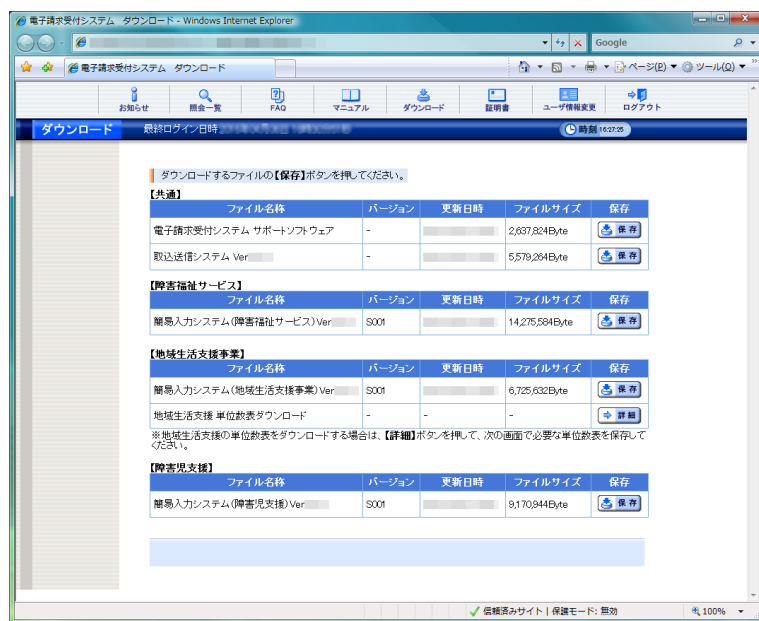 電子請求受付システム ダウンロード - Windows Internet Explorer
Google
電子請求受付システム ダウンロード
ページ(P) ツール(O)
お知らせ 照会一覧 FAQ マニュアル ダウンロード 証明書 ユーザ情報変更 ログアウト
ダウンロード 最終ログイン日時 時刻 16:27:25
ダウンロードするファイルの【保存】ボタンを押してください。
【共通】
ファイル名称 バージョン 更新日時 ファイルサイズ 保存
電子請求受付システム サポートソフトウェア - 2,637,824Byte 保存
取込送信システム Ver - 5,579,264Byte 保存
【障害福祉サービス】
ファイル名称 バージョン 更新日時 ファイルサイズ 保存
簡易入力システム(障害福祉サービス)Ver S001 14,275,584Byte 保存
【地域生活支援事業】
ファイル名称 バージョン 更新日時 ファイルサイズ 保存
簡易入力システム(地域生活支援事業)Ver S001 6,725,632Byte 保存
地域生活支援 単位数表ダウンロード - - - 詳細
※地域生活支援の単位数表をダウンロードする場合は、【詳細】ボタンを押して、次の画面で必要な単位数表を保存して
ください。
【障害児支援】
ファイル名称 バージョン 更新日時 ファイルサイズ 保存
簡易入力システム(障害児支援)Ver S001 9,170,944Byte 保存
信頼済みサイト | 保護モード: 無効 100%